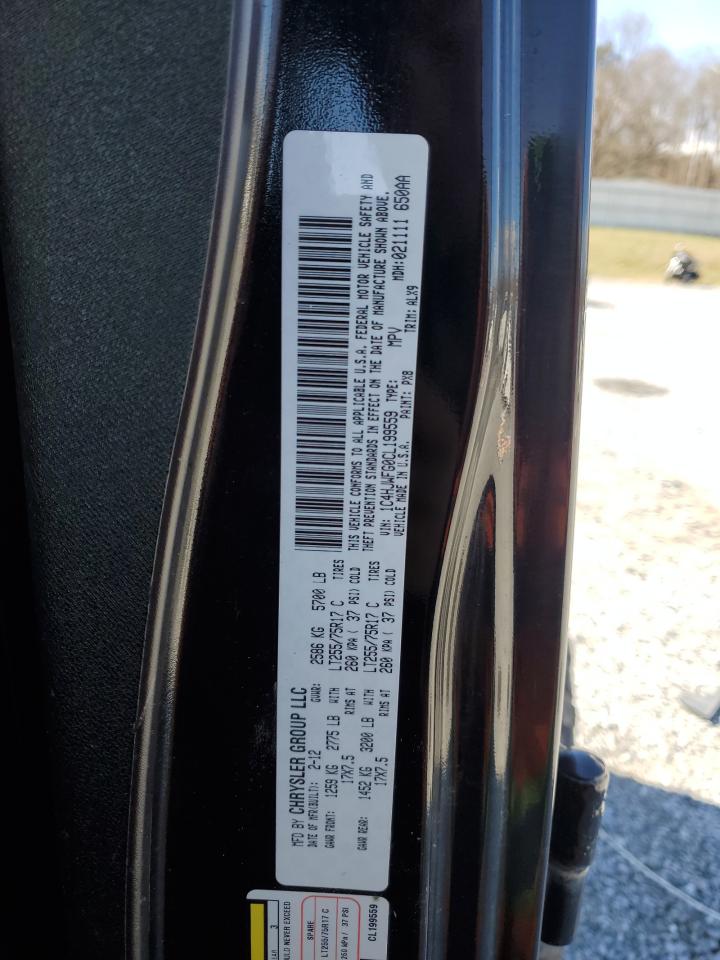 MFD BY CHRYSLER GROUP LLC
DATE OF MFR(BUILT): 2-12 GVWR: 2586 KG 5700 LB
GAWR FRONT: 1259 KG 2775 LB WITH LT255/75R17 C TIRES
17X7.5 RIMS AT 260 KPA ( 37 PSI) COLD
GAWR REAR: 1452 KG 3200 LB WITH LT255/75R17 C TIRES
17X7.5 RIMS AT 260 KPA ( 37 PSI) COLD
THIS VEHICLE CONFORMS TO ALL APPLICABLE U.S.A. FEDERAL MOTOR VEHICLE SAFETY AND
THEFT PREVENTION STANDARDS IN EFFECT ON THE DATE OF MANUFACTURE SHOWN ABOVE.
VIN: 1C4HJWFG0CL199559 TYPE: MPV MDH:021111 650AA
VEHICLE MADE IN U.S.A. PAINT: PX8 TRIM: ALX9
3
OULD NEVER EXCEED
SPARE
LT255/75R17 C
260 KPA / 37 PSI
CL199559